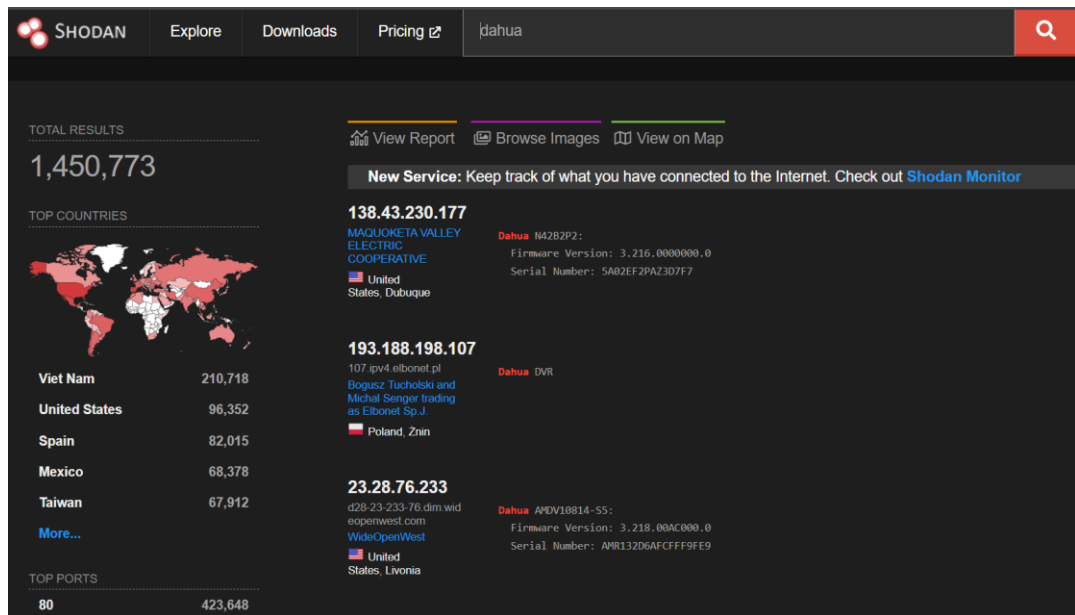 SHODAN Explore Downloads Pricing dahua
TOTAL RESULTS
1,450,773
TOP COUNTRIES
Viet Nam 210,718
United States 96,352
Spain 82,015
Mexico 68,378
Taiwan 67,912
More...
TOP PORTS
80 423,648
View Report Browse Images View on Map
New Service: Keep track of what you have connected to the Internet. Check out Shodan Monitor
138.43.230.177
MAQUOKETA VALLEY
ELECTRIC
COOPERATIVE
United
States, Dubuque
Dahua N42B2P2:
Firmware Version: 3.216.0000000.0
Serial Number: 5A02EF2PAZ3D7F7
193.188.198.107
107.ipv4.elbonet.pl
Bogusz Tucholski and
Michal Senger trading
as Elbonet Sp.J.
Poland, Żnin
Dahua DVR
23.28.76.233
d28-23-233-76.dim.wid
eopenwest.com
WideOpenWest
United
States, Livonia
Dahua AMDV10814-S5:
Firmware Version: 3.218.00AC000.0
Serial Number: AMR132D6AFCFFF9FE9